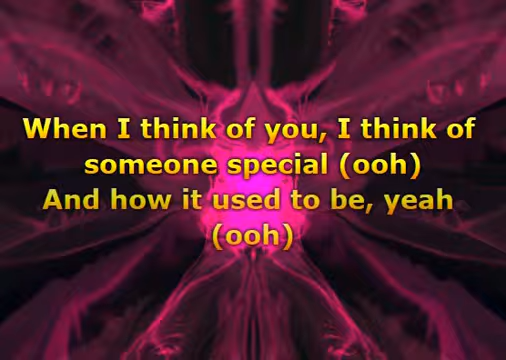 When I think of you, I think of
someone special (ooh)
And how it used to be, yeah
(ooh)